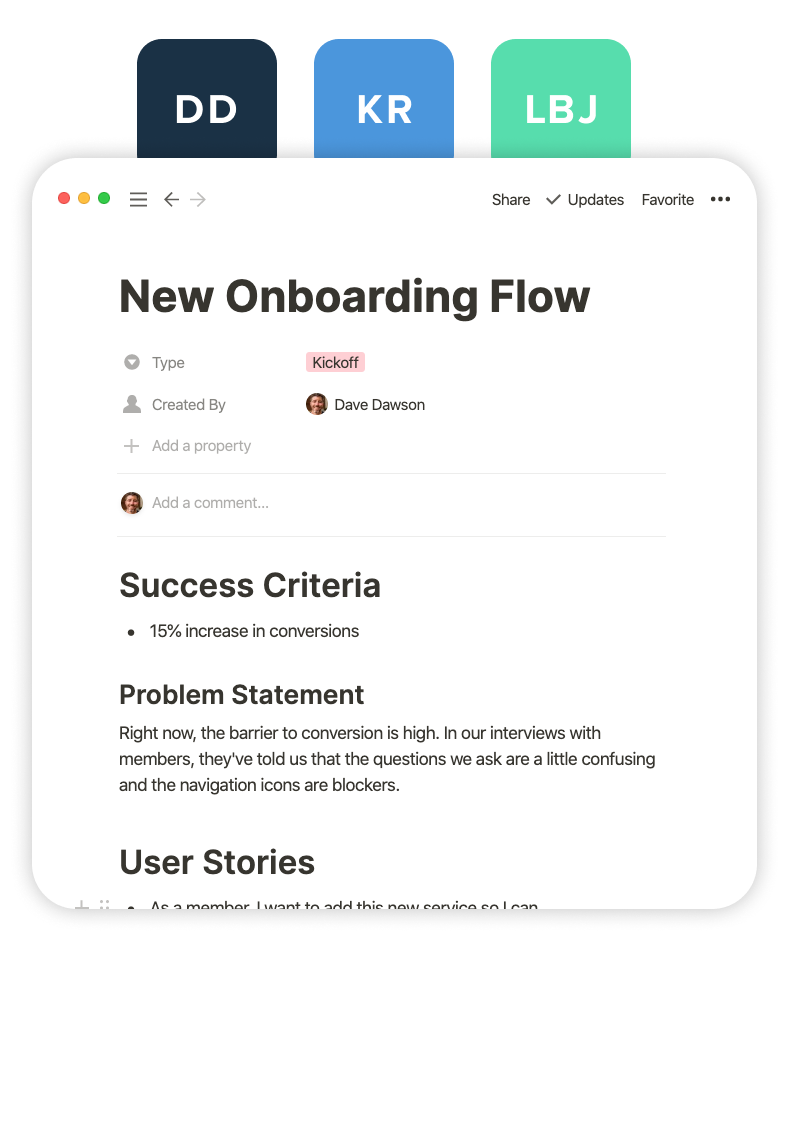 DD KR LBJ
Share Updates Favorite
New Onboarding Flow
Type Kickoff
Created By Dave Dawson
Add a property
Add a comment...
Success Criteria
• 15% increase in conversions
Problem Statement
Right now, the barrier to conversion is high. In our interviews with
members, they've told us that the questions we ask are a little confusing
and the navigation icons are blockers.
User Stories
• As a member, I want to add this new service so I can